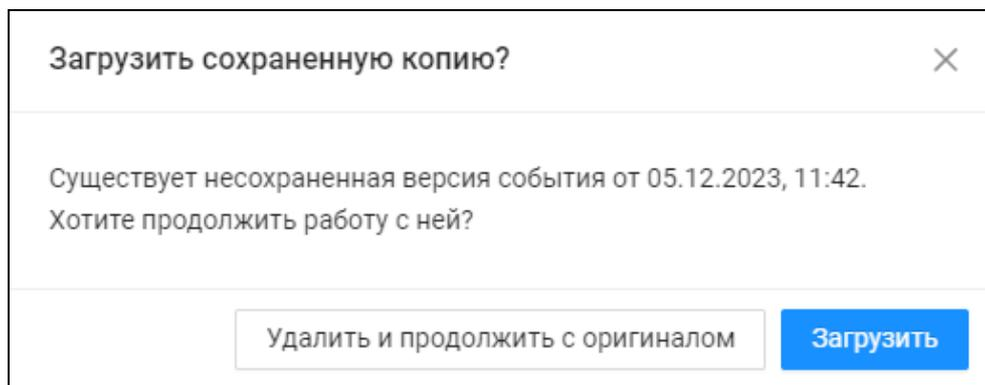 Загрузить сохраненную копию?
Существует несохраненная версия события от 05.12.2023, 11:42.
Хотите продолжить работу с ней?
Удалить и продолжить с оригиналом
Загрузить